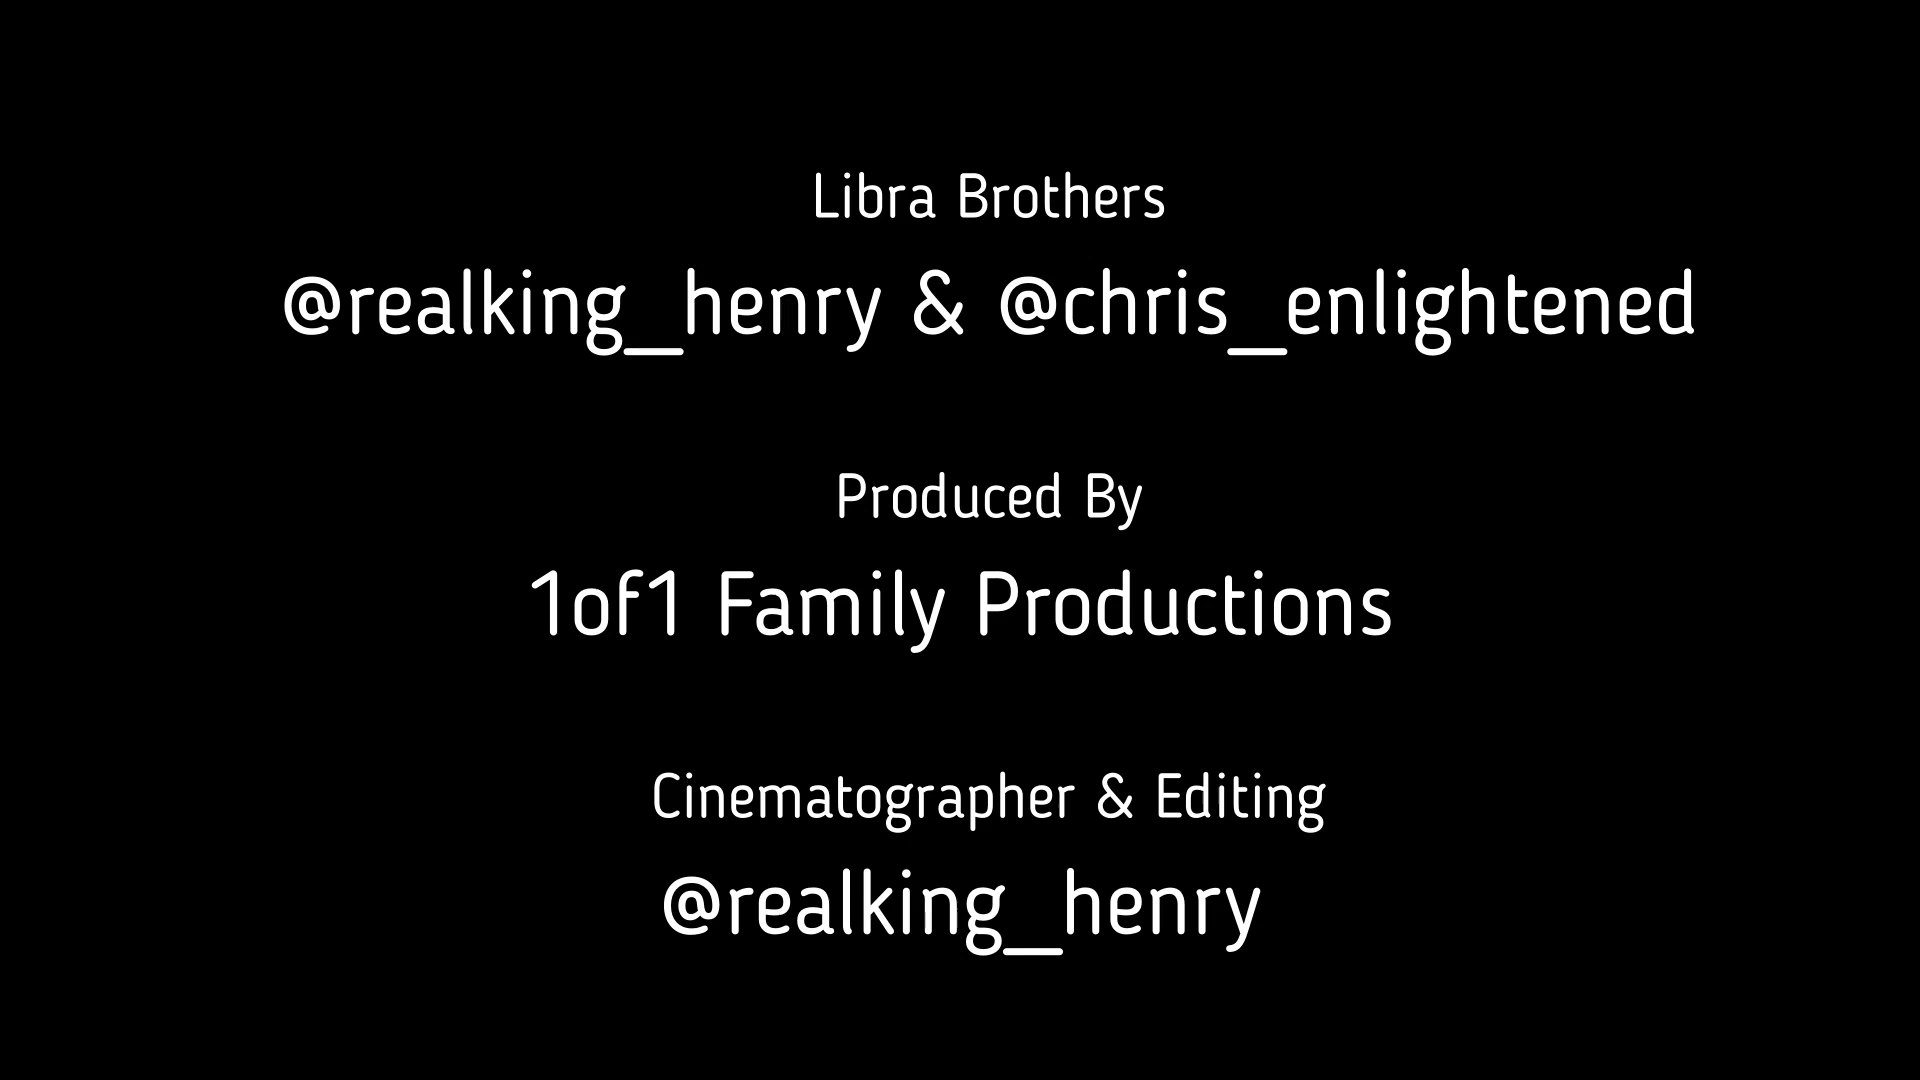 Libra Brothers
@realking_henry & @chris_enlightened
Produced By
1of1 Family Productions
Cinematographer & Editing
@realking_henry